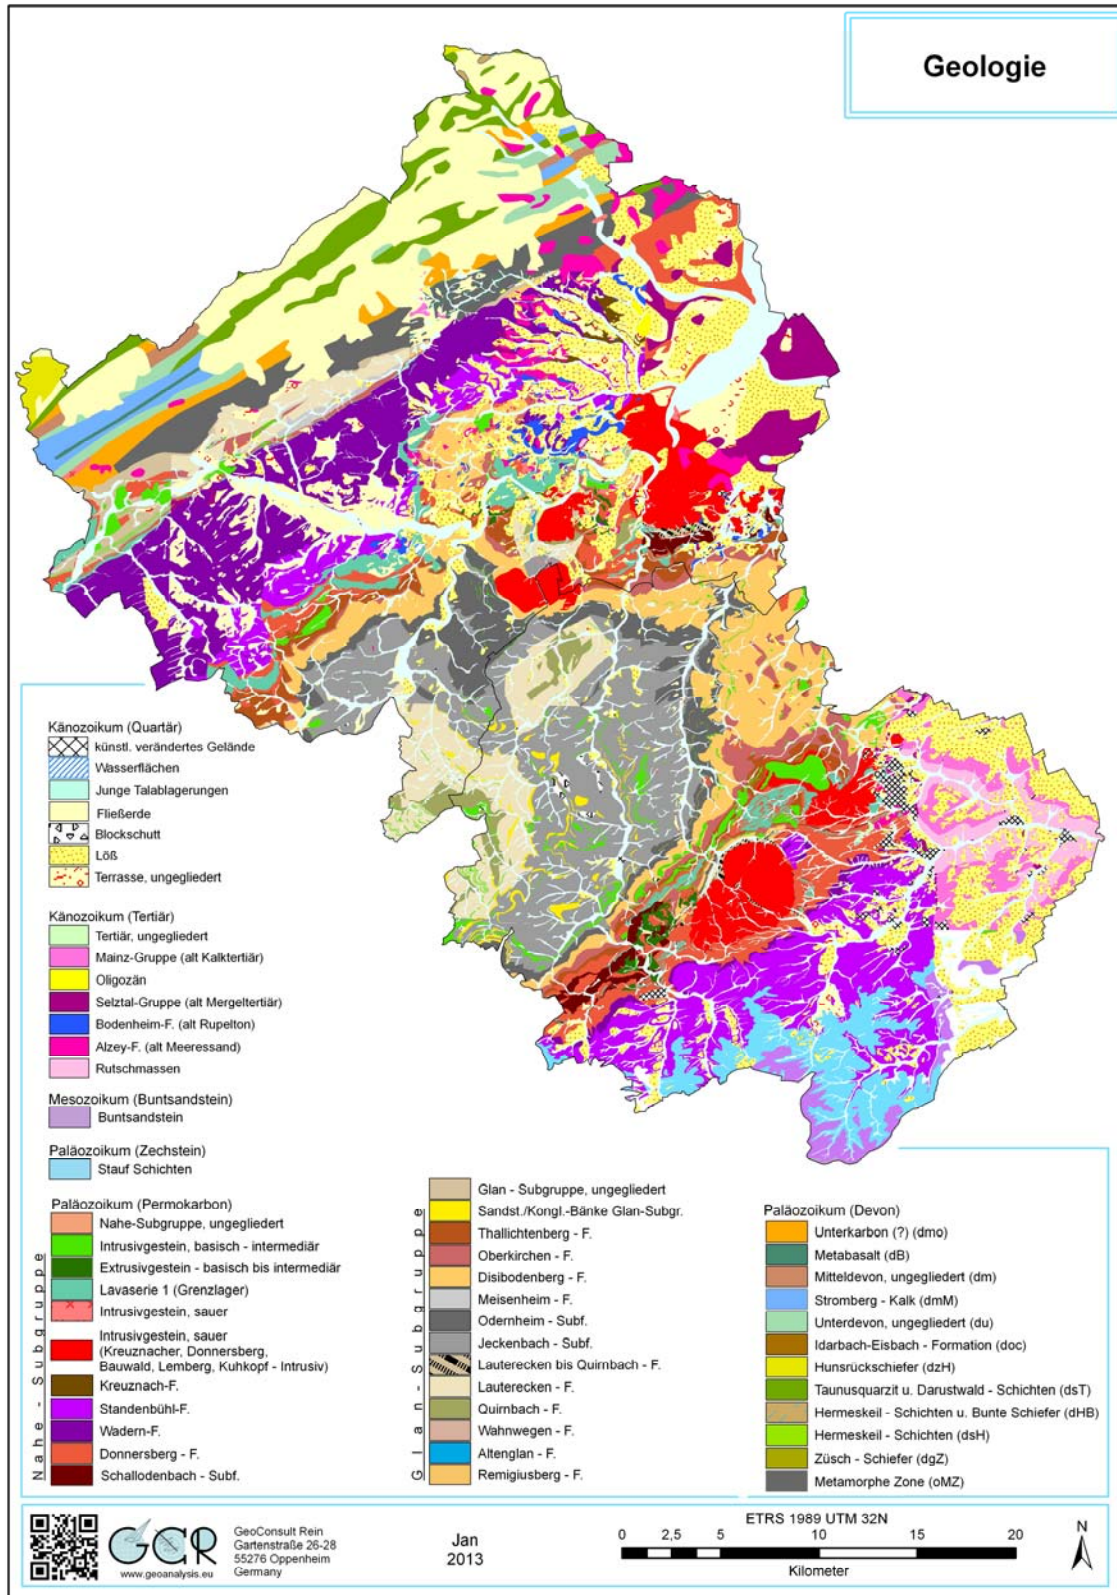 Geologie
Känozoikum (Quartär)
künstl. verändertes Gelände
Wasserflächen
Junge Talablagerungen
Fließerde
Blockschutt
Löß
Terrasse, ungegliedert
Känozoikum (Tertiär)
Tertiär, ungegliedert
Mainz-Gruppe (alt Kalktertiär)
Oligozän
Selztal-Gruppe (alt Mergeltertiär)
Bodenheim-F. (alt Rupelton)
Alzey-F. (alt Meeressand)
Rutschmassen
Mesozoikum (Buntsandstein)
Buntsandstein
Paläozoikum (Zechstein)
Stauf Schichten
Paläozoikum (Permokarbon)
Nahe - Subgruppe
Nahe-Subgruppe, ungegliedert
Intrusivgestein, basisch - intermediär
Extrusivgestein - basisch bis intermediär
Lavaserie 1 (Grenzlager)
Intrusivgestein, sauer
Intrusivgestein, sauer
(Kreuznacher, Donnersberg,
Bauwald, Lemberg, Kuhkopf - Intrusiv)
Kreuznach-F.
Standenbühl-F.
Wadern-F.
Donnersberg - F.
Schallodenbach - Subf.
Glan - Subgruppe
Glan - Subgruppe, ungegliedert
Sandst./Kongl.-Bänke Glan-Subgr.
Thallichtenberg - F.
Oberkirchen - F.
Disibodenberg - F.
Meisenheim - F.
Odernheim - Subf.
Jeckenbach - Subf.
Lauterecken bis Quirnbach - F.
Lauterecken - F.
Quirnbach - F.
Wahnwegen - F.
Altenglan - F.
Remigiusberg - F.
Paläozoikum (Devon)
Unterkarbon (?) (dmo)
Metabasalt (dB)
Mitteldevon, ungegliedert (dm)
Stromberg - Kalk (dmM)
Unterdevon, ungegliedert (du)
Idarbach-Eisbach - Formation (doc)
Hunsrückschiefer (dzH)
Taunusquarzit u. Darustwald - Schichten (dsT)
Hermeskeil - Schichten u. Bunte Schiefer (dHB)
Hermeskeil - Schichten (dsH)
Züsch - Schiefer (dgZ)
Metamorphe Zone (oMZ)
GCR
www.geoanalysis.eu
GeoConsult Rein
Gartenstraße 26-28
55276 Oppenheim
Germany
Jan
2013
ETRS 1989 UTM 32N
0 2,5 5 10 15 20
Kilometer
N